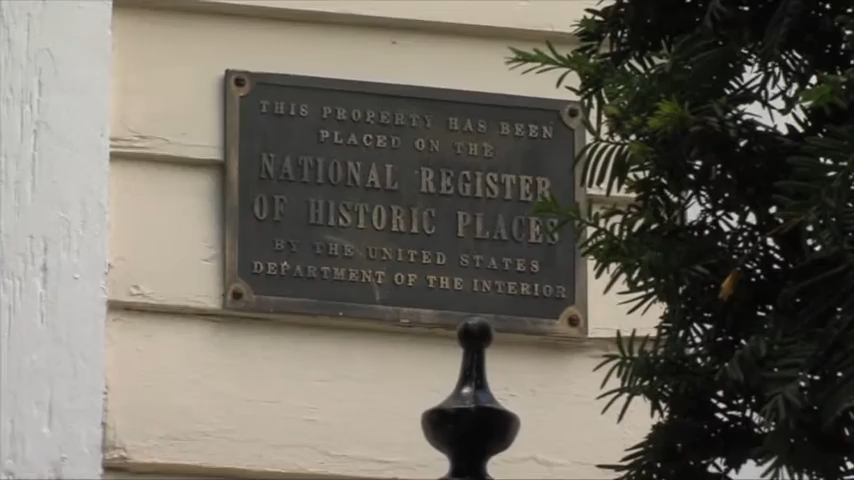 THIS PROPERTY HAS BEEN
PLACED ON THE
NATIONAL REGISTER
OF HISTORIC PLACES
BY THE UNITED STATES
DEPARTMENT OF THE INTERIOR